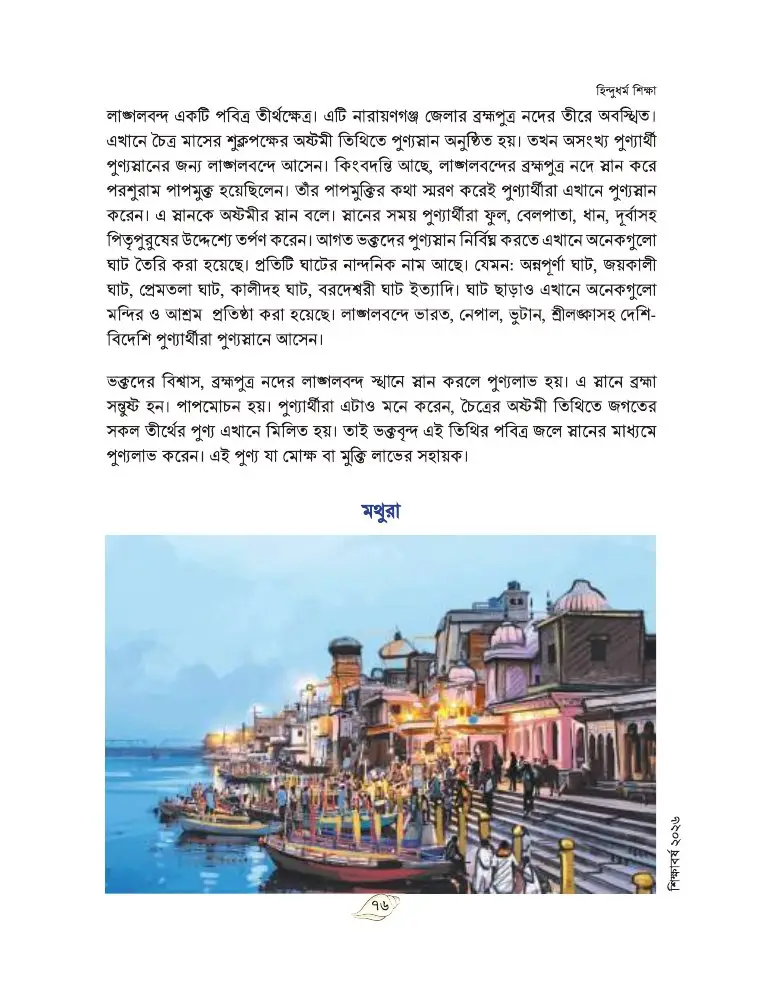 হিন্দুধর্ম শিক্ষা
লাঙ্গলবন্দ একটি পবিত্র তীর্থক্ষেত্র। এটি নারায়ণগঞ্জ জেলার ব্রহ্মপুত্র নদের তীরে অবস্থিত।
এখানে চৈত্র মাসের শুক্লপক্ষের অষ্টমী তিথিতে পুণ্যস্নান অনুষ্ঠিত হয়। তখন অসংখ্য পুণ্যার্থী
পুণ্যস্নানের জন্য লাঙ্গলবন্দে আসেন। কিংবদন্তি আছে, লাঙ্গলবন্দের ব্রহ্মপুত্র নদে স্নান করে
পরশুরাম পাপমুক্ত হয়েছিলেন। তাঁর পাপমুক্তির কথা স্মরণ করেই পুণ্যার্থীরা এখানে পুণ্যস্নান
করেন। এ স্নানকে অষ্টমীর স্নান বলে। স্নানের সময় পুণ্যার্থীরা ফুল, বেলপাতা, ধান, দূর্বাসহ
পিতৃপুরুষের উদ্দেশ্যে তর্পণ করেন। আগত ভক্তদের পুণ্যস্নান নির্বিঘ্ন করতে এখানে অনেকগুলো
ঘাট তৈরি করা হয়েছে। প্রতিটি ঘাটের নান্দনিক নাম আছে। যেমন: অন্নপূর্ণা ঘাট, জয়কালী
ঘাট, প্রেমতলা ঘাট, কালীদহ ঘাট, বরদেশ্বরী ঘাট ইত্যাদি। ঘাট ছাড়াও এখানে অনেকগুলো
মন্দির ও আশ্রম প্রতিষ্ঠা করা হয়েছে। লাঙ্গলবন্দে ভারত, নেপাল, ভুটান, শ্রীলঙ্কাসহ দেশি-
বিদেশি পুণ্যার্থীরা পুণ্যস্নানে আসেন।
ভক্তদের বিশ্বাস, ব্রহ্মপুত্র নদের লাঙ্গলবন্দ স্থানে স্নান করলে পুণ্যলাভ হয়। এ স্নানে ব্রহ্মা
সন্তুষ্ট হন। পাপমোচন হয়। পুণ্যার্থীরা এটাও মনে করেন, চৈত্রের অষ্টমী তিথিতে জগতের
সকল তীর্থের পুণ্য এখানে মিলিত হয়। তাই ভক্তবৃন্দ এই তিথির পবিত্র জলে স্নানের মাধ্যমে
পুণ্যলাভ করেন। এই পুণ্য যা মোক্ষ বা মুক্তি লাভের সহায়ক।
মথুরা
শিক্ষাবর্ষ ২০২৬
৭৬